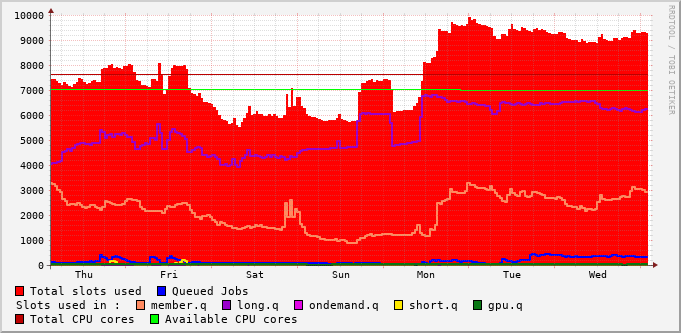 10000
9000
8000
7000
6000
5000
4000
3000
2000
1000
0
Thu Fri Sat Sun Mon Tue Wed
RRDTOOL / TOBI OETIKER
Total slots used Queued Jobs
Slots used in : member.q long.q ondemand.q short.q gpu.q
Total CPU cores Available CPU cores